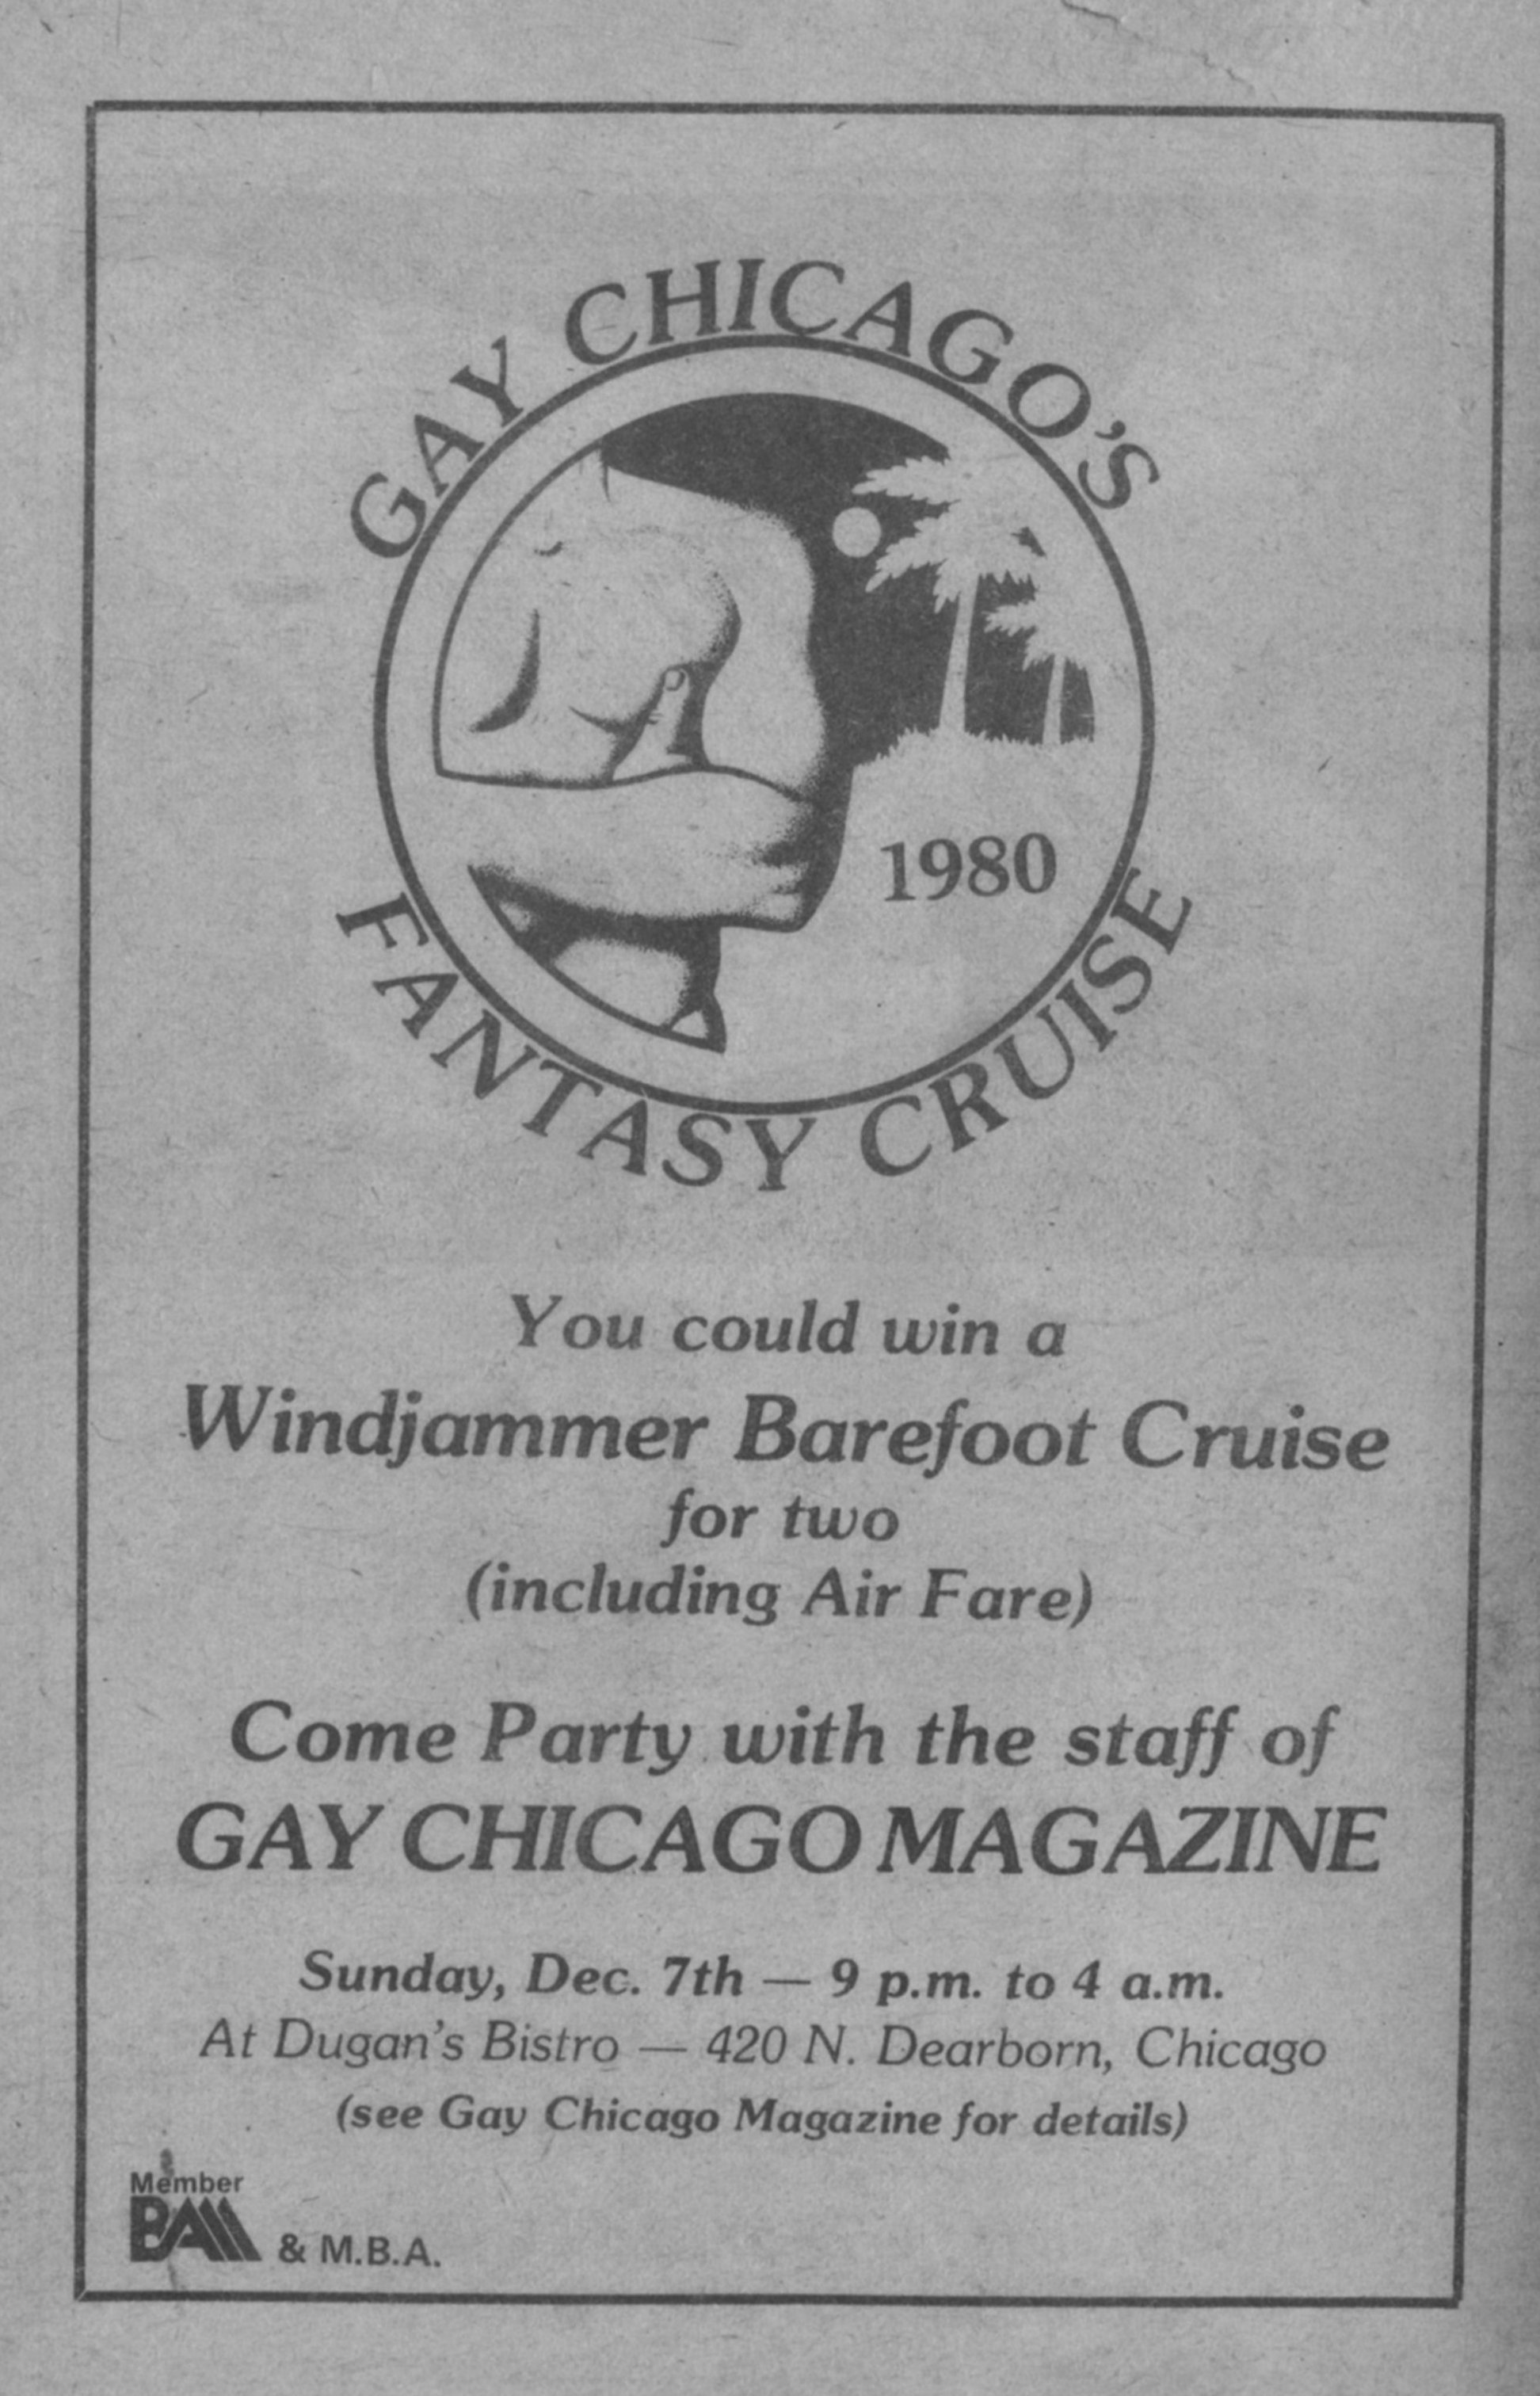 GAY CHICAGO'S
1980
FANTASY CRUISE
You could win a
Windjammer Barefoot Cruise
for two
(including Air Fare)
Come Party with the staff of
GAY CHICAGO MAGAZINE
Sunday, Dec. 7th — 9 p.m. to 4 a.m.
At Dugan's Bistro — 420 N. Dearborn, Chicago
(see Gay Chicago Magazine for details)
Member
& M.B.A.